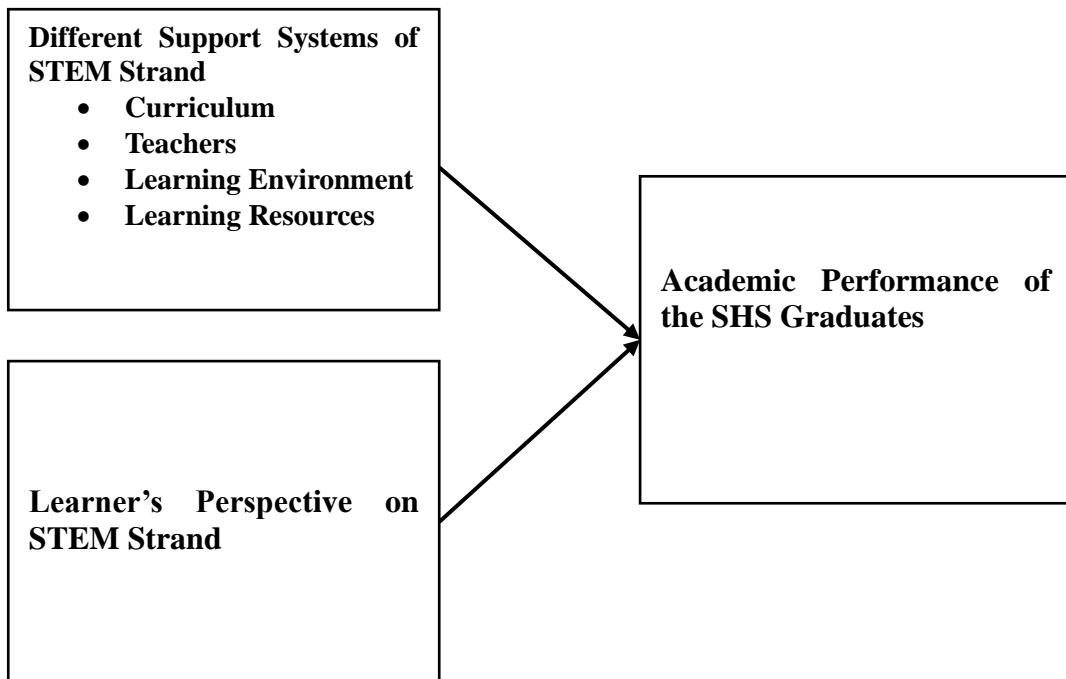 Different Support Systems of
STEM Strand
• Curriculum
• Teachers
• Learning Environment
• Learning Resources
Academic Performance of
the SHS Graduates
Learner’s Perspective on
STEM Strand